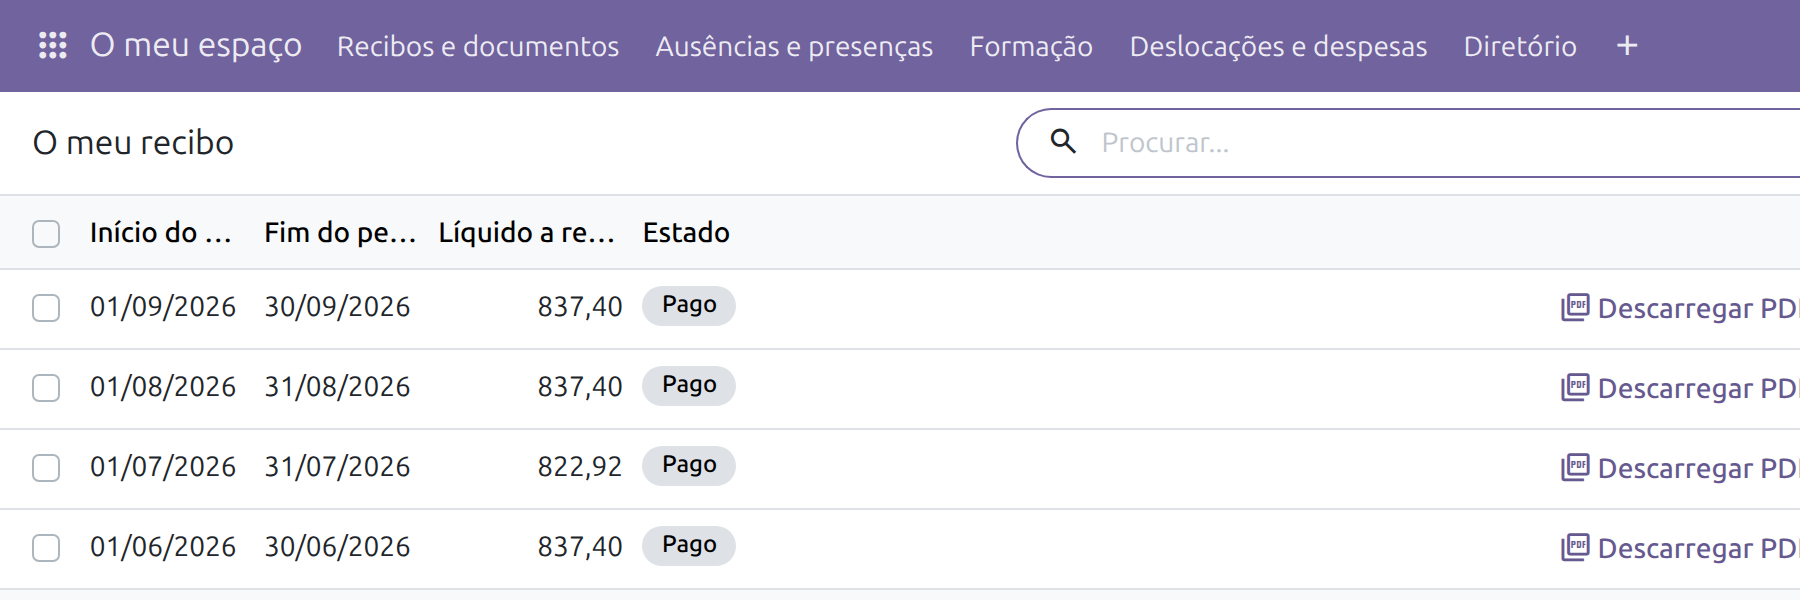 O meu espaço Recibos e documentos Ausências e presenças Formação Deslocações e despesas Diretório +
O meu recibo Procurar...
Início do ... Fim do pe... Líquido a re... Estado
01/09/2026 30/09/2026 837,40 Pago Descarregar PD
01/08/2026 31/08/2026 837,40 Pago Descarregar PD
01/07/2026 31/07/2026 822,92 Pago Descarregar PD
01/06/2026 30/06/2026 837,40 Pago Descarregar PD